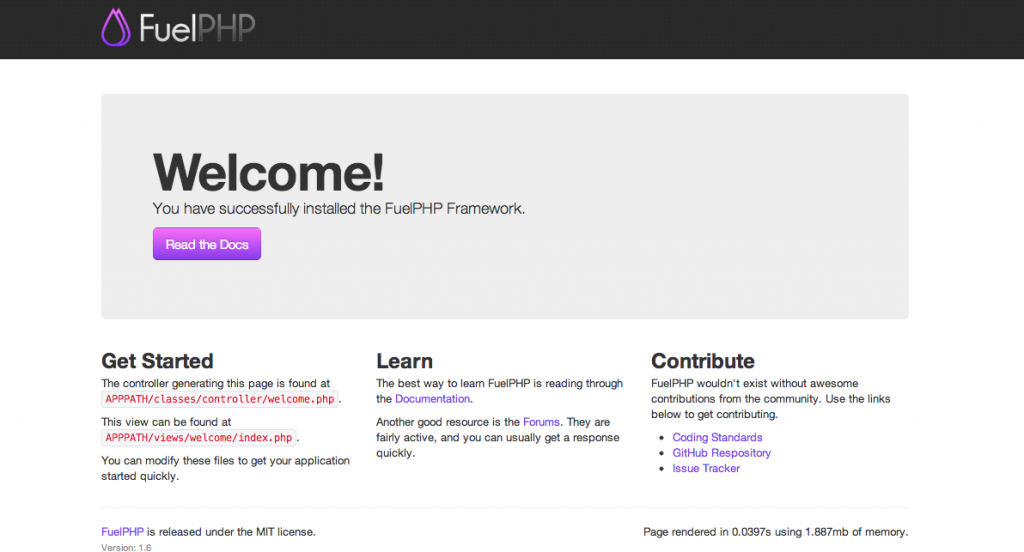 FuelPHP
Welcome!
You have successfully installed the FuelPHP Framework.
Read the Docs
Get Started
The controller generating this page is found at
APPPATH/classes/controller/welcome.php.
This view can be found at
APPPATH/views/welcome/index.php.
You can modify these files to get your application
started quickly.
Learn
The best way to learn FuelPHP is reading through
the Documentation.
Another good resource is the Forums. They are
fairly active, and you can usually get a response
quickly.
Contribute
FuelPHP wouldn't exist without awesome
contributions from the community. Use the links
below to get contributing.
• Coding Standards
• GitHub Respository
• Issue Tracker
FuelPHP is released under the MIT license.
Version: 1.6
Page rendered in 0.0397s using 1.887mb of memory.